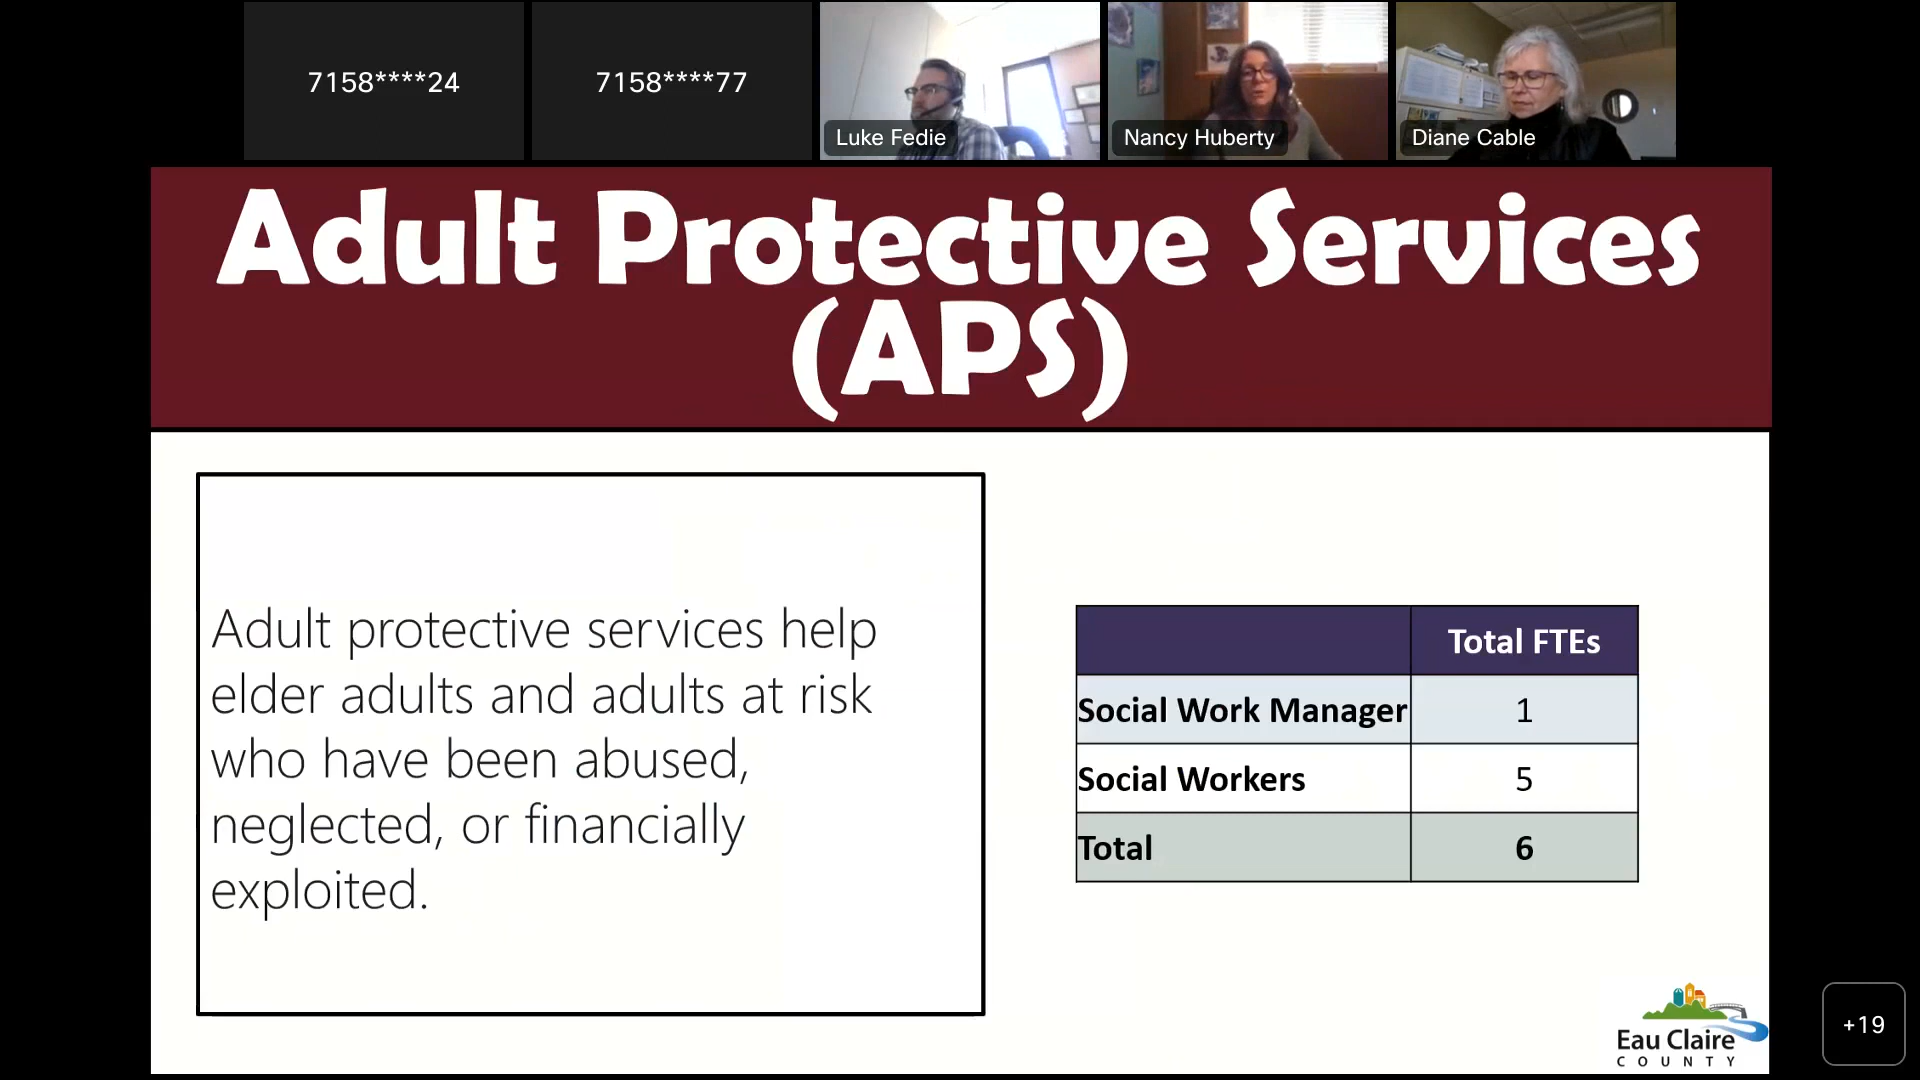 7158****24
7158****77
Luke Fedie
Nancy Huberty
Diane Cable
Adult Protective Services
(APS)
Adult protective services help
elder adults and adults at risk
who have been abused,
neglected, or financially
exploited.
Total FTEs
Social Work Manager 1
Social Workers 5
Total 6
Eau Claire
COUNTY
+19